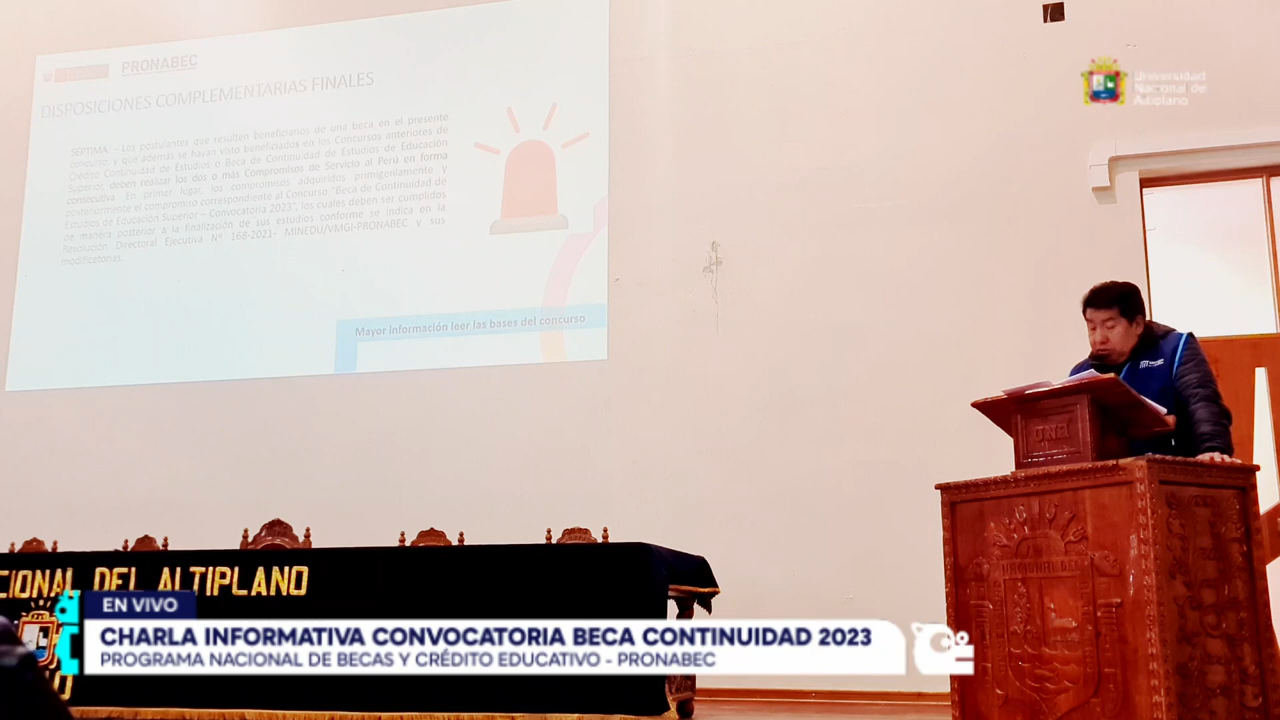 PRONABEC
DISPOSICIONES COMPLEMENTARIAS FINALES
SÉPTIMA. - Los postulantes que resulten beneficiarios de una beca en el presente
concurso, y que además se hayan visto beneficiados en los Concursos anteriores de
Crédito Continuidad de Estudios o Beca de Continuidad de Estudios de Educación
Superior, deben realizar los dos o más Compromisos de Servicio al Perú en forma
consecutiva. En primer lugar, los compromisos adquiridos primigeniamente y
posteriormente el compromiso correspondiente al Concurso "Beca de Continuidad de
Estudios de Educación Superior – Convocatoria 2023", los cuales deben ser cumplidos
de manera posterior a la finalización de sus estudios conforme se indica en la
Resolución Directoral Ejecutiva Nº 168-2021- MINEDU/VMGI-PRONABEC y sus
modificatorias.
Mayor información leer las bases del concurso
Universidad
Nacional de
Altiplano
UNA
NACIONAL DEL
CIONAL DEL ALTIPLANO
EN VIVO
CHARLA INFORMATIVA CONVOCATORIA BECA CONTINUIDAD 2023
PROGRAMA NACIONAL DE BECAS Y CRÉDITO EDUCATIVO - PRONABEC